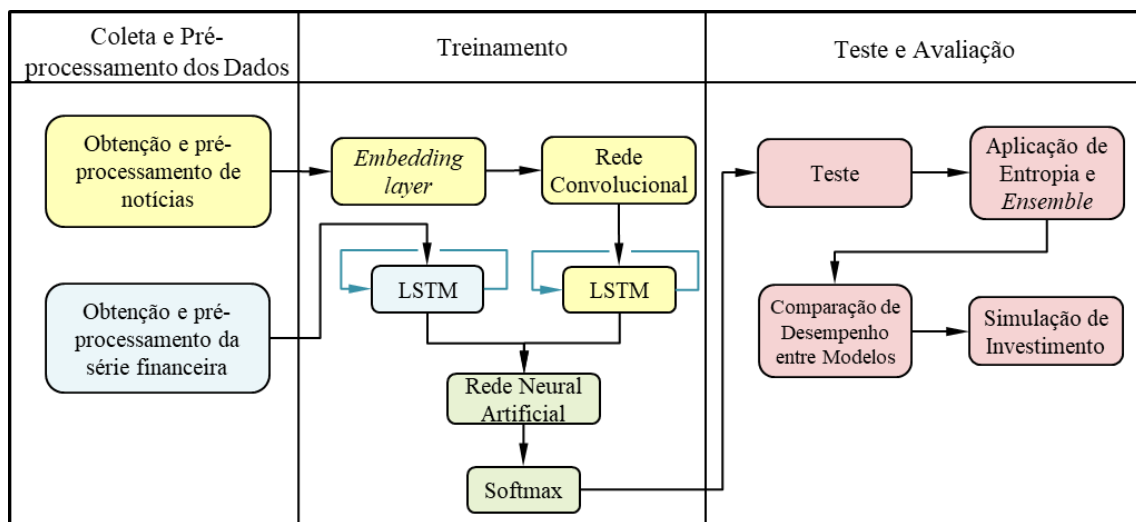 Coleta e Pré-
processamento dos Dados
Treinamento
Teste e Avaliação
Obtenção e pré-
processamento de
notícias
Embedding
layer
Rede
Convolucional
Teste
Aplicação de
Entropia e
Ensemble
Obtenção e pré-
processamento da
série financeira
LSTM
LSTM
Comparação de
Desempenho
entre Modelos
Simulação de
Investimento
Rede Neural
Artificial
Softmax